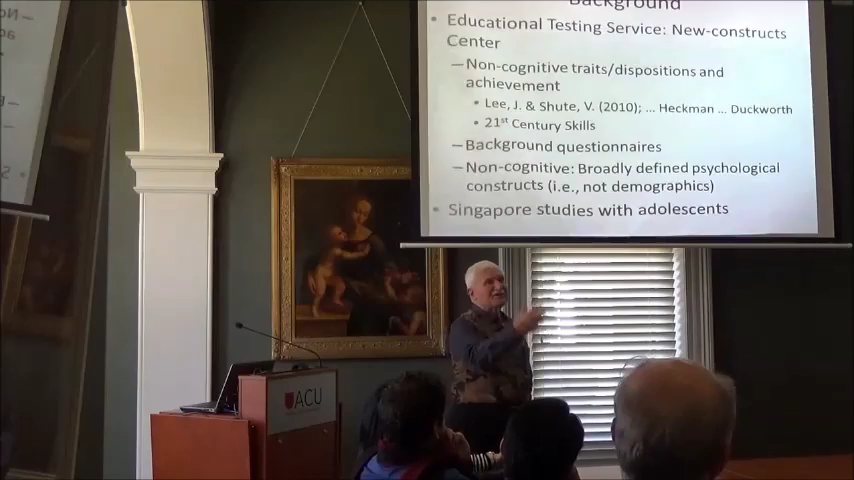 Background
• Educational Testing Service: New-constructs
Center
–Non-cognitive traits/dispositions and
achievement
• Lee, J. & Shute, V. (2010); ... Heckman ... Duckworth
• 21st Century Skills
–Background questionnaires
–Non-cognitive: Broadly defined psychological
constructs (i.e., not demographics)
• Singapore studies with adolescents
ACU